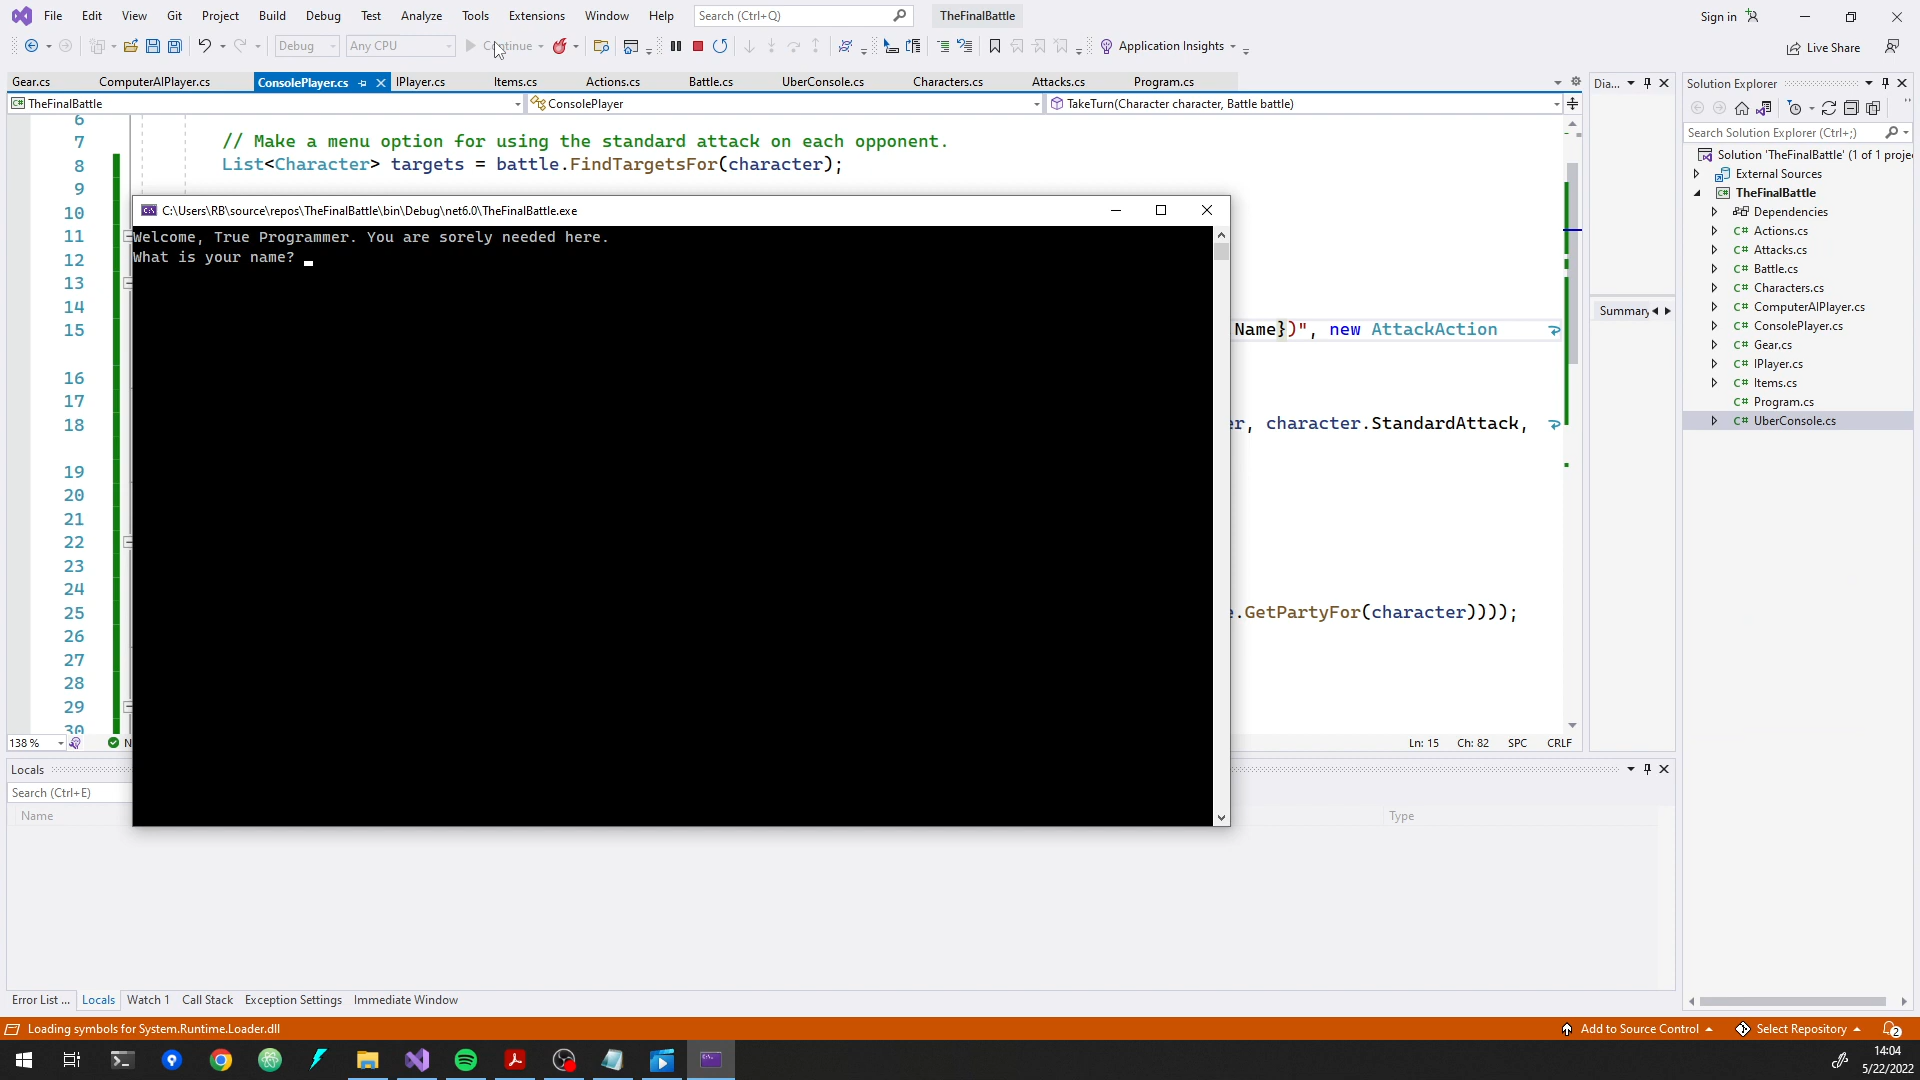 File Edit View Git Project Build Debug Test Analyze Tools Extensions Window Help Search (Ctrl+Q) TheFinalBattle Sign in
Debug Any CPU Continue Application Insights Live Share
Gear.cs ComputerAIPlayer.cs ConsolePlayer.cs IPlayer.cs Items.cs Actions.cs Battle.cs UberConsole.cs Characters.cs Attacks.cs Program.cs
TheFinalBattle ConsolePlayer TakeTurn(Character character, Battle battle)
6
7 // Make a menu option for using the standard attack on each opponent.
8 List<Character> targets = battle.FindTargetsFor(character);
9
10
11
12
13
14
15 Name})", new AttackAction
16
17
18 er, character.StandardAttack,
19
20
21
22
23
24
25 e.GetPartyFor(character))));
26
27
28
29
30
C:\Users\RB\source\repos\TheFinalBattle\bin\Debug\net6.0\TheFinalBattle.exe
Welcome, True Programmer. You are sorely needed here.
What is your name?
138 % N Ln: 15 Ch: 82 SPC CRLF
Locals
Search (Ctrl+E)
Name Type
Error List ... Locals Watch 1 Call Stack Exception Settings Immediate Window
Dia...
Summary
Solution Explorer
Search Solution Explorer (Ctrl+;)
Solution 'TheFinalBattle' (1 of 1 proje
External Sources
C# TheFinalBattle
Dependencies
C# Actions.cs
C# Attacks.cs
C# Battle.cs
C# Characters.cs
C# ComputerAIPlayer.cs
C# ConsolePlayer.cs
C# Gear.cs
C# IPlayer.cs
C# Items.cs
C# Program.cs
C# UberConsole.cs
Loading symbols for System.Runtime.Loader.dll Add to Source Control Select Repository 2
14:04
5/22/2022